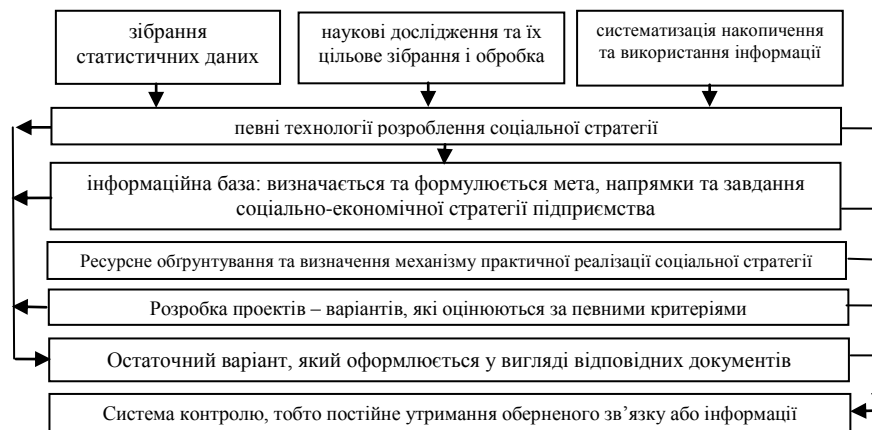 зібрання
статистичних даних
наукові дослідження та їх
цільове зібрання і обробка
систематизація накопичення
та використання інформації
певні технології розроблення соціальної стратегії
інформаційна база: визначається та формулюється мета, напрямки та завдання
соціально-економічної стратегії підприємства
Ресурсне обґрунтування та визначення механізму практичної реалізації соціальної стратегії
Розробка проектів – варіантів, які оцінюються за певними критеріями
Остаточний варіант, який оформлюється у вигляді відповідних документів
Система контролю, тобто постійне утримання оберненого зв’язку або інформації